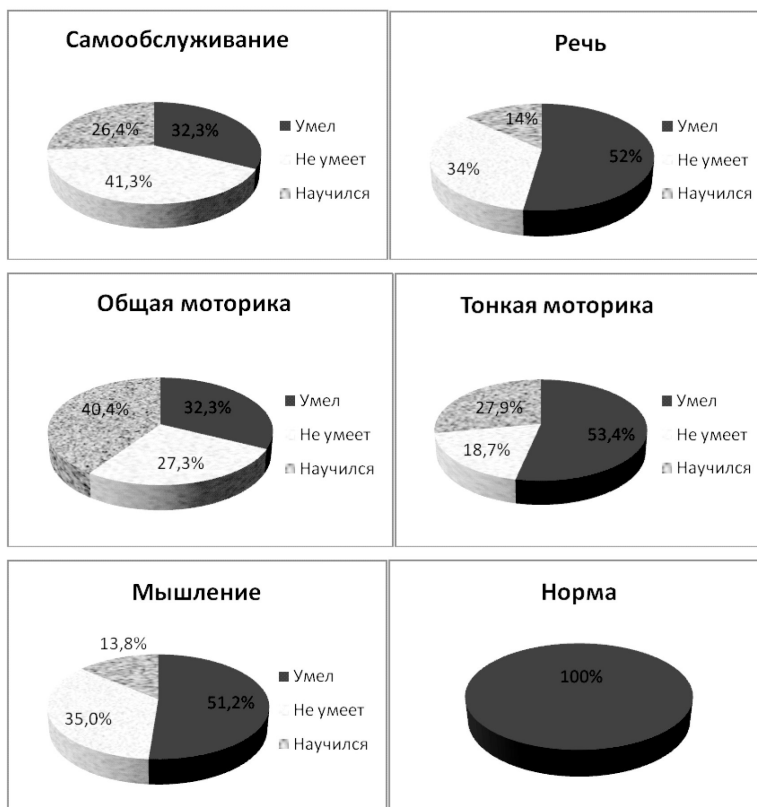 Самообслуживание
26,4%
32,3%
41,3%
Умел
Не умеет
Научился
Речь
14%
34%
52%
Умел
Не умеет
Научился
Общая моторика
40,4%
32,3%
27,3%
Умел
Не умеет
Научился
Тонкая моторика
27,9%
53,4%
18,7%
Умел
Не умеет
Научился
Мышление
13,8%
51,2%
35,0%
Умел
Не умеет
Научился
Норма
100%